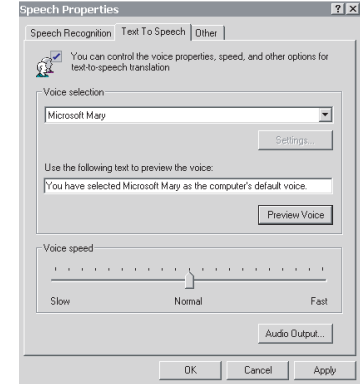 Speech Properties
Speech Recognition Text To Speech Other
You can control the voice properties, speed, and other options for
text-to-speech translation
Voice selection
Microsoft Mary
Settings...
Use the following text to preview the voice:
You have selected Microsoft Mary as the computer's default voice.
Preview Voice
Voice speed
Slow Normal Fast
Audio Output...
OK Cancel Apply